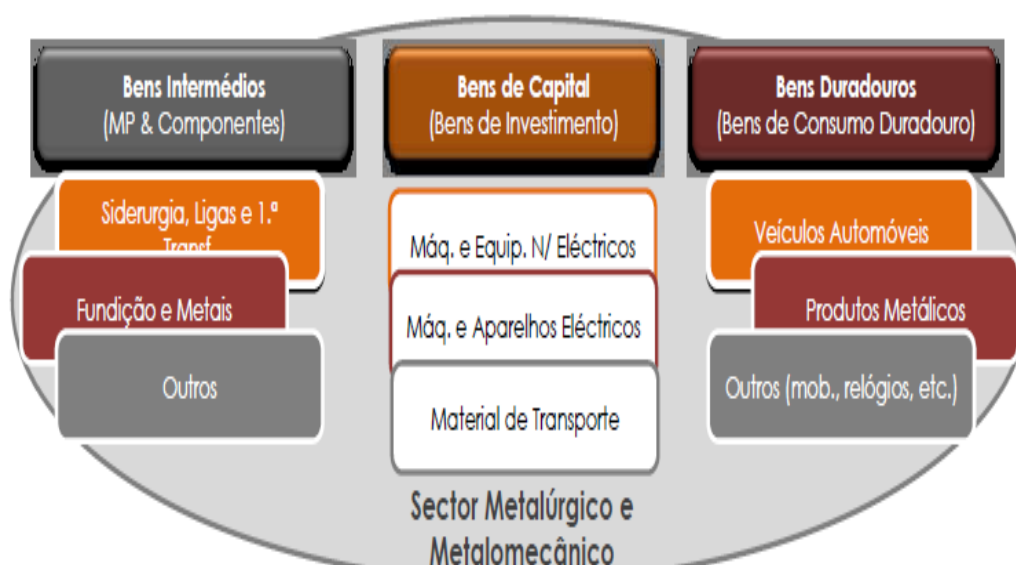 Bens Intermédios
(MP & Componentes)
Siderurgia, Ligas e 1.ª
Transf.
Fundição e Metais
Outros
Bens de Capital
(Bens de Investimento)
Máq. e Equip. N/ Eléctricos
Máq. e Aparelhos Eléctricos
Material de Transporte
Bens Duradouros
(Bens de Consumo Duradouro)
Veículos Automóveis
Produtos Metálicos
Outros (mob., relógios, etc.)
Sector Metalúrgico e
Metalomecânico